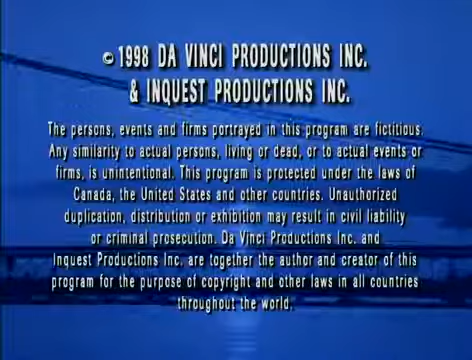 ©1998 DA VINCI PRODUCTIONS INC.
& INQUEST PRODUCTIONS INC.
The persons, events and firms portrayed in this program are fictitious.
Any similarity to actual persons, living or dead, or to actual events or
firms, is unintentional. This program is protected under the laws of
Canada, the United States and other countries. Unauthorized
duplication, distribution or exhibition may result in civil liability
or criminal prosecution. Da Vinci Productions Inc. and
Inquest Productions Inc. are together the author and creator of this
program for the purpose of copyright and other laws in all countries
throughout the world.